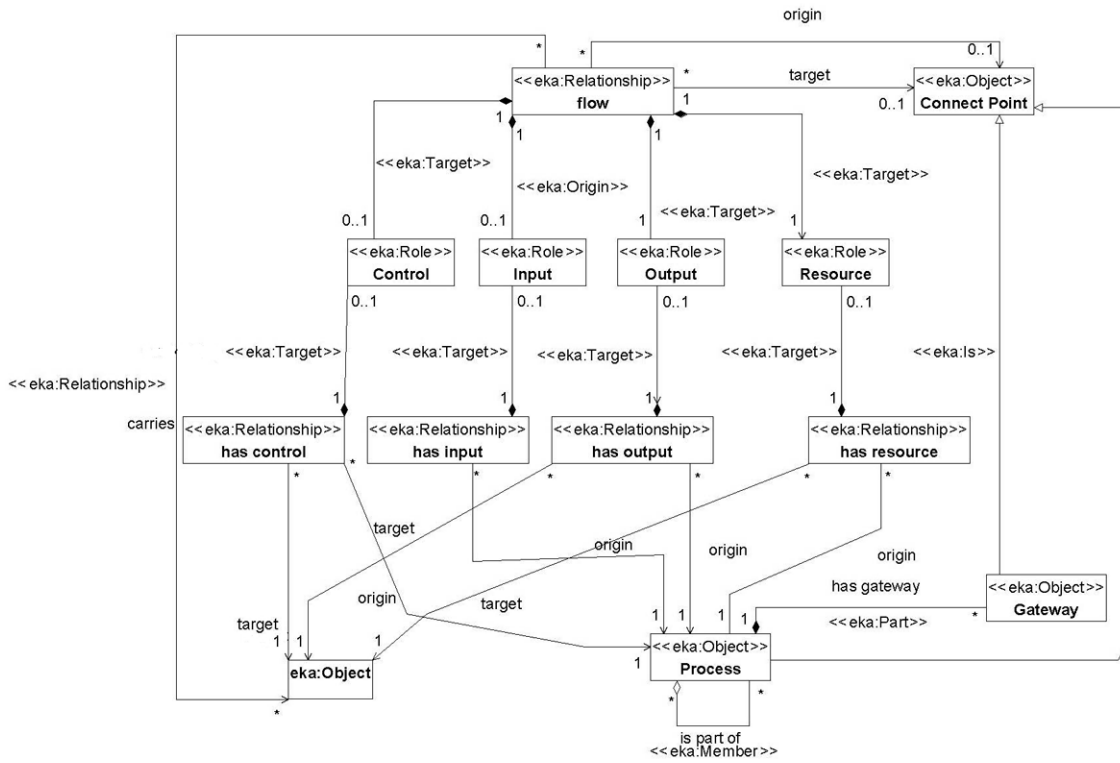 origin
*
*
0..1
<<eka:Relationship>>
flow
*
target
<<eka:Object>>
Connect Point
0..1
1
1
1
1
<<eka:Target>>
<<eka:Origin>>
<<eka:Target>>
<<eka:Target>>
0..1
0..1
1
1
<<eka:Role>>
Control
<<eka:Role>>
Input
<<eka:Role>>
Output
<<eka:Role>>
Resource
0..1
0..1
0..1
0..1
<<eka:Target>>
<<eka:Target>>
<<eka:Target>>
<<eka:Target>>
<<eka:Is>>
<<eka:Relationship>>
carries
1
1
1
1
<<eka:Relationship>>
has control
<<eka:Relationship>>
has input
<<eka:Relationship>>
has output
<<eka:Relationship>>
has resource
*
*
*
*
*
*
*
target
origin
origin
origin
has gateway
<<eka:Object>>
Gateway
origin
target
target
1
1
1
1
1
1
1
*
<<eka:Part>>
eka:Object
1
<<eka:Object>>
Process
*
*
*
is part of
<<eka:Member>>